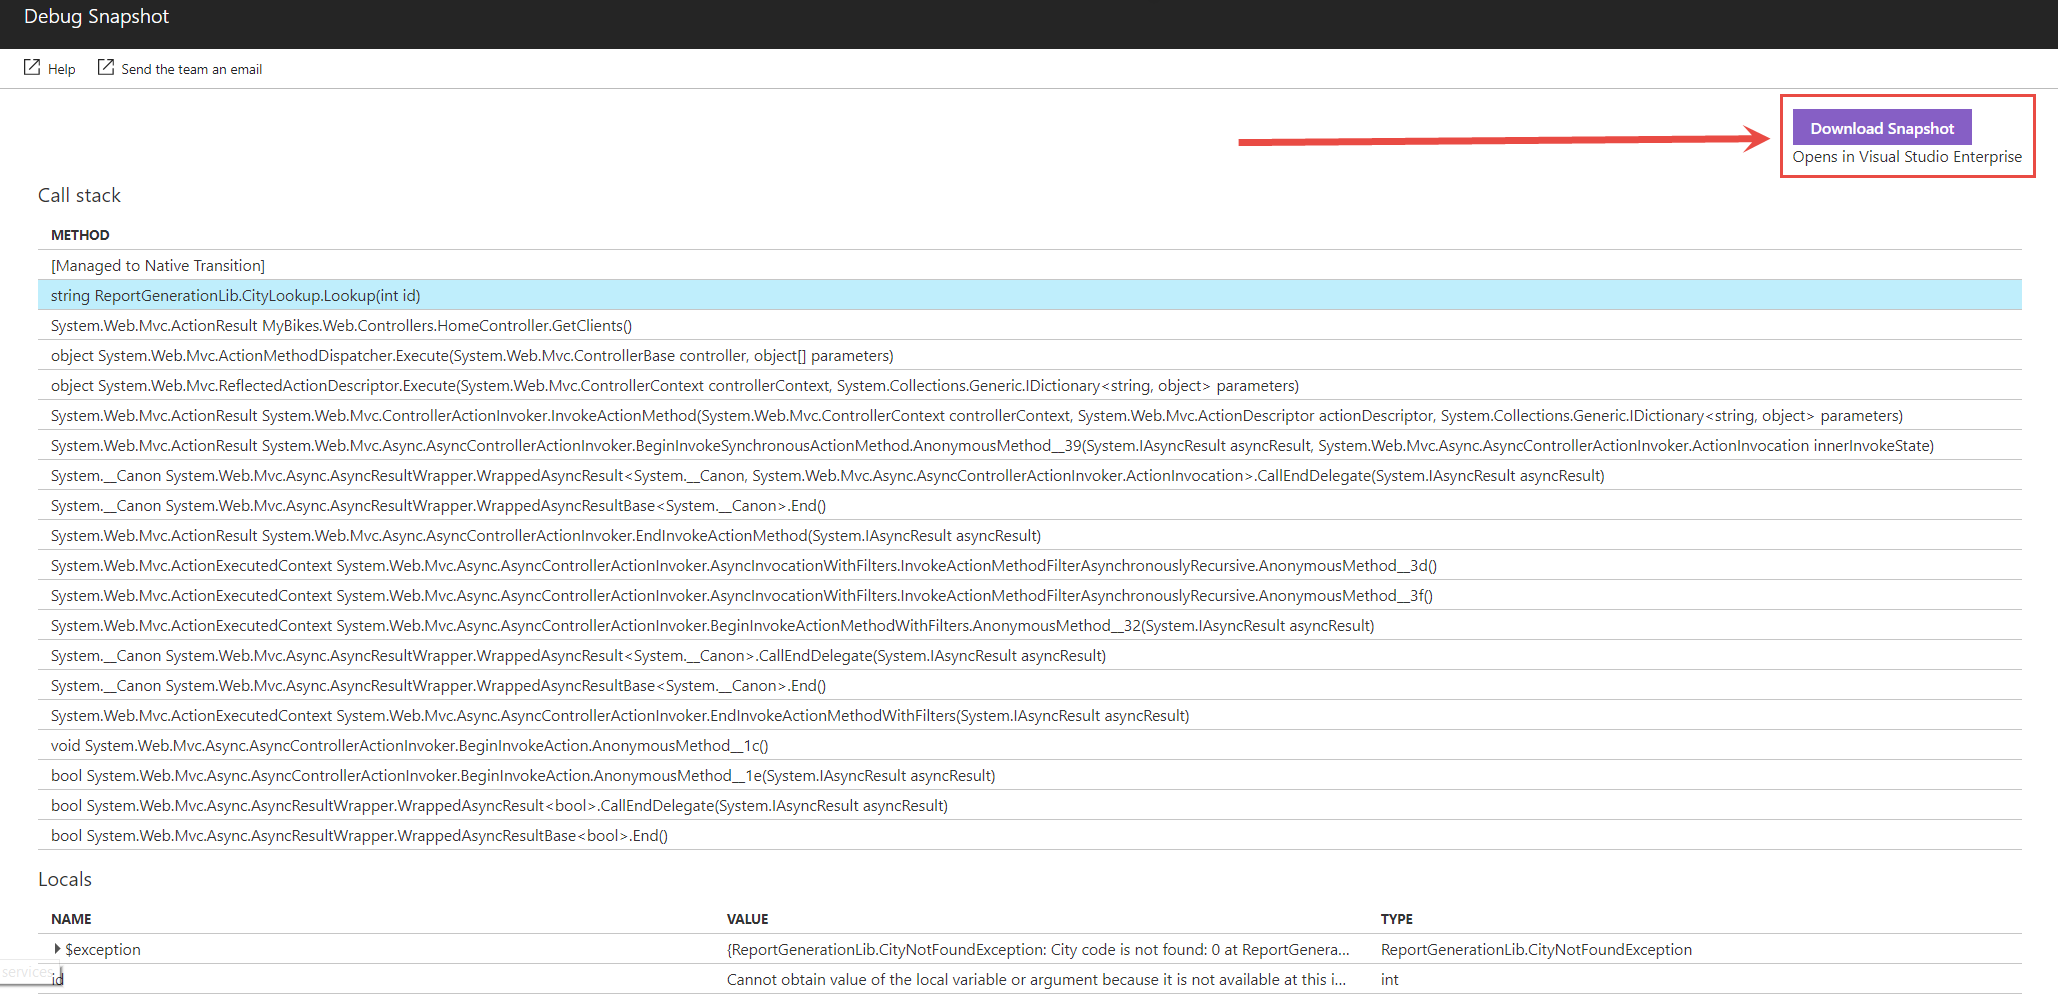 Debug Snapshot
Help Send the team an email
Download Snapshot
Opens in Visual Studio Enterprise
Call stack
METHOD
[Managed to Native Transition]
string ReportGenerationLib.CityLookup.Lookup(int id)
System.Web.Mvc.ActionResult MyBikes.Web.Controllers.HomeController.GetClients()
object System.Web.Mvc.ActionMethodDispatcher.Execute(System.Web.Mvc.ControllerBase controller, object[] parameters)
object System.Web.Mvc.ReflectedActionDescriptor.Execute(System.Web.Mvc.ControllerContext controllerContext, System.Collections.Generic.IDictionary<string, object> parameters)
System.Web.Mvc.ActionResult System.Web.Mvc.ControllerActionInvoker.InvokeActionMethod(System.Web.Mvc.ControllerContext controllerContext, System.Web.Mvc.ActionDescriptor actionDescriptor, System.Collections.Generic.IDictionary<string, object> parameters)
System.Web.Mvc.ActionResult System.Web.Mvc.Async.AsyncControllerActionInvoker.BeginInvokeSynchronousActionMethod.AnonymousMethod__39(System.IAsyncResult asyncResult, System.Web.Mvc.Async.AsyncControllerActionInvoker.ActionInvocation innerInvokeState)
System.__Canon System.Web.Mvc.Async.AsyncResultWrapper.WrappedAsyncResult<System.__Canon, System.Web.Mvc.Async.AsyncControllerActionInvoker.ActionInvocation>.CallEndDelegate(System.IAsyncResult asyncResult)
System.__Canon System.Web.Mvc.Async.AsyncResultWrapper.WrappedAsyncResultBase<System.__Canon>.End()
System.Web.Mvc.ActionResult System.Web.Mvc.Async.AsyncControllerActionInvoker.EndInvokeActionMethod(System.IAsyncResult asyncResult)
System.Web.Mvc.ActionExecutedContext System.Web.Mvc.Async.AsyncControllerActionInvoker.AsyncInvocationWithFilters.InvokeActionMethodFilterAsynchronouslyRecursive.AnonymousMethod__3d()
System.Web.Mvc.ActionExecutedContext System.Web.Mvc.Async.AsyncControllerActionInvoker.AsyncInvocationWithFilters.InvokeActionMethodFilterAsynchronouslyRecursive.AnonymousMethod__3f()
System.Web.Mvc.ActionExecutedContext System.Web.Mvc.Async.AsyncControllerActionInvoker.BeginInvokeActionMethodWithFilters.AnonymousMethod__32(System.IAsyncResult asyncResult)
System.__Canon System.Web.Mvc.Async.AsyncResultWrapper.WrappedAsyncResult<System.__Canon>.CallEndDelegate(System.IAsyncResult asyncResult)
System.__Canon System.Web.Mvc.Async.AsyncResultWrapper.WrappedAsyncResultBase<System.__Canon>.End()
System.Web.Mvc.ActionExecutedContext System.Web.Mvc.Async.AsyncControllerActionInvoker.EndInvokeActionMethodWithFilters(System.IAsyncResult asyncResult)
void System.Web.Mvc.Async.AsyncControllerActionInvoker.BeginInvokeAction.AnonymousMethod__1c()
bool System.Web.Mvc.Async.AsyncControllerActionInvoker.BeginInvokeAction.AnonymousMethod__1e(System.IAsyncResult asyncResult)
bool System.Web.Mvc.Async.AsyncResultWrapper.WrappedAsyncResult<bool>.CallEndDelegate(System.IAsyncResult asyncResult)
bool System.Web.Mvc.Async.AsyncResultWrapper.WrappedAsyncResultBase<bool>.End()
Locals
NAME VALUE TYPE
$exception {ReportGenerationLib.CityNotFoundException: City code is not found: 0 at ReportGenera... ReportGenerationLib.CityNotFoundException
services
id Cannot obtain value of the local variable or argument because it is not available at this i... int